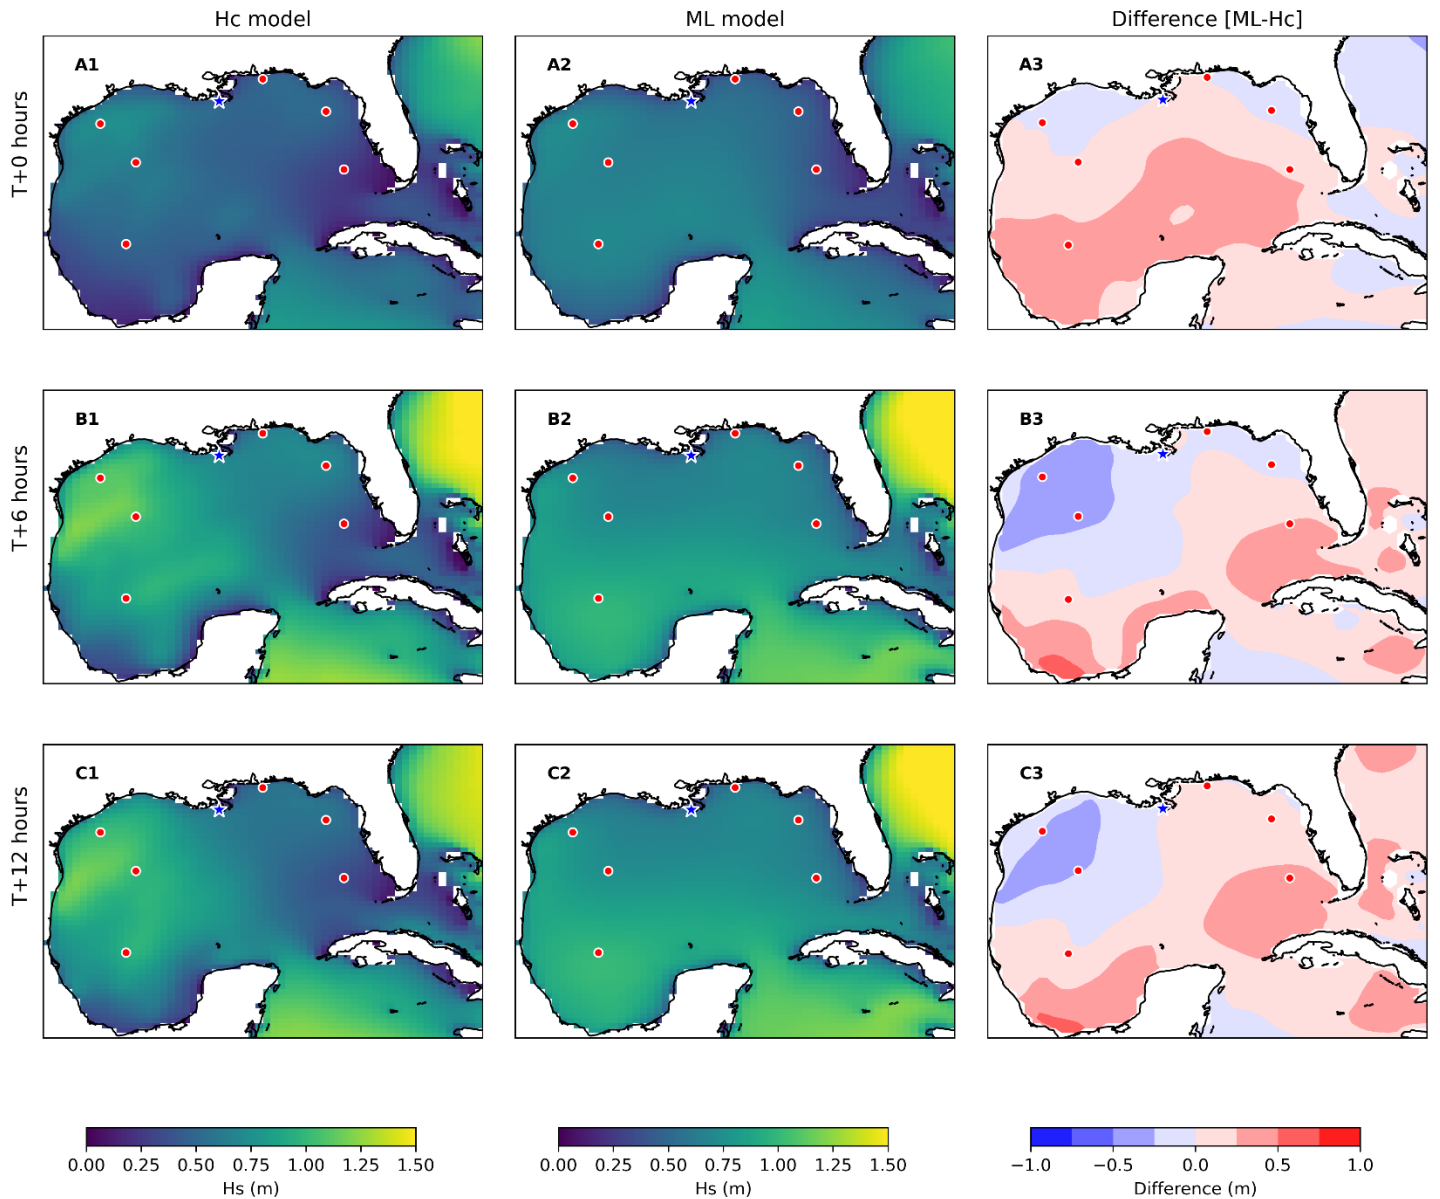 Hc model
ML model
Difference [ML-Hc]
T+0 hours
A1
A2
A3
T+6 hours
B1
B2
B3
T+12 hours
C1
C2
C3
0.00 0.25 0.50 0.75 1.00 1.25 1.50
Hs (m)
0.00 0.25 0.50 0.75 1.00 1.25 1.50
Hs (m)
−1.0 −0.5 0.0 0.5 1.0
Difference (m)